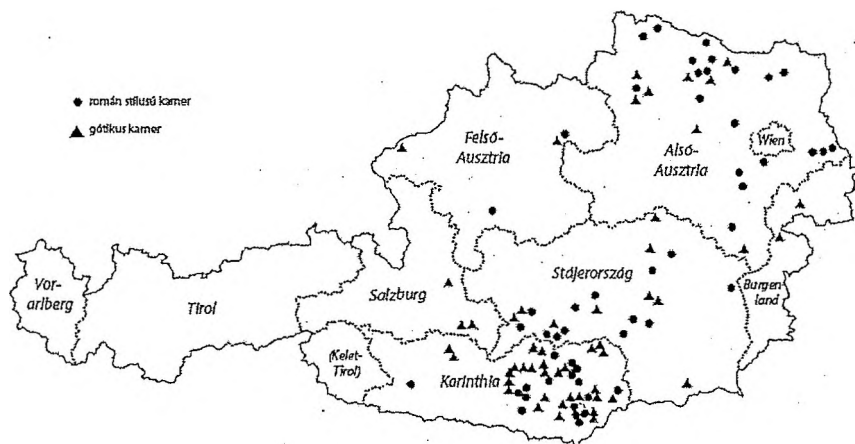 román stílusú karner
gótikus karner
Felső-
Ausztria
Alsó-
Ausztria
Wien
Vor-
arlberg
Tirol
Salzburg
Stájerország
Burgen-
land
(Kelet-
Tirol)
Karinthia